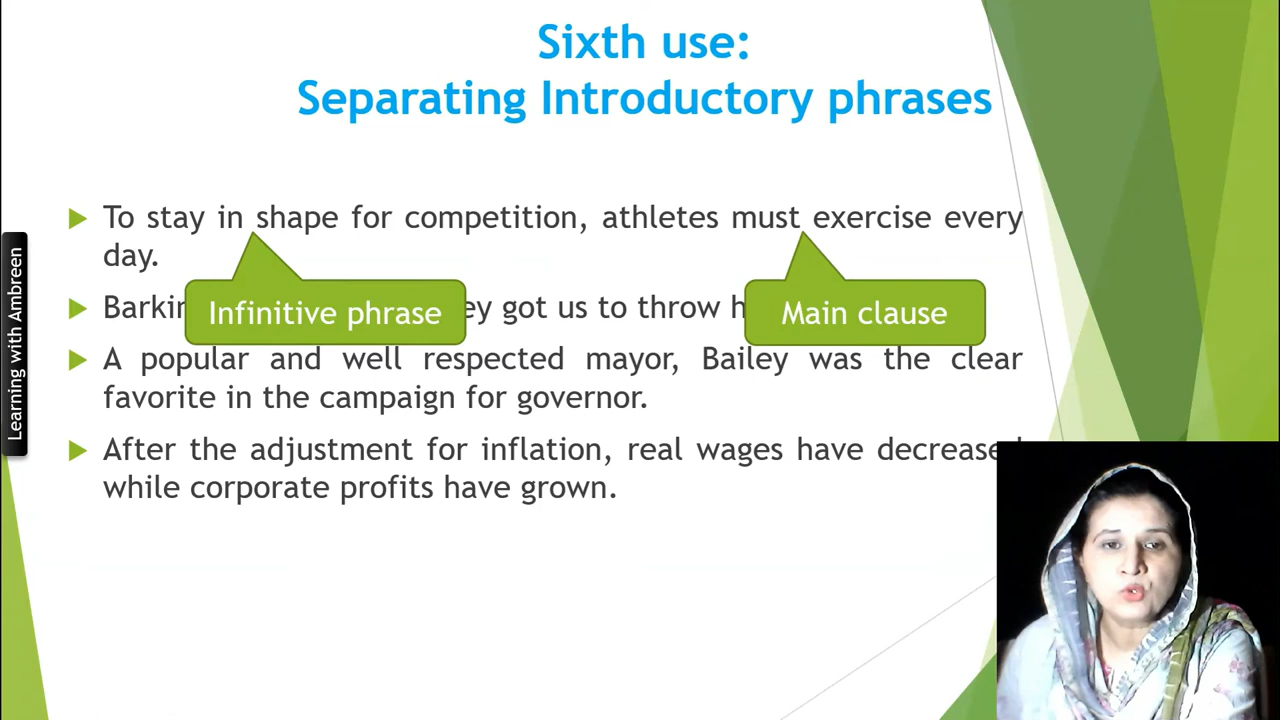 Sixth use:
Separating Introductory phrases
To stay in shape for competition, athletes must exercise every
day.
Infinitive phrase
Main clause
got us to throw
A popular and well respected mayor, Bailey was the clear
favorite in the campaign for governor.
After the adjustment for inflation, real wages have decrease
while corporate profits have grown.
Learning with Ambreen